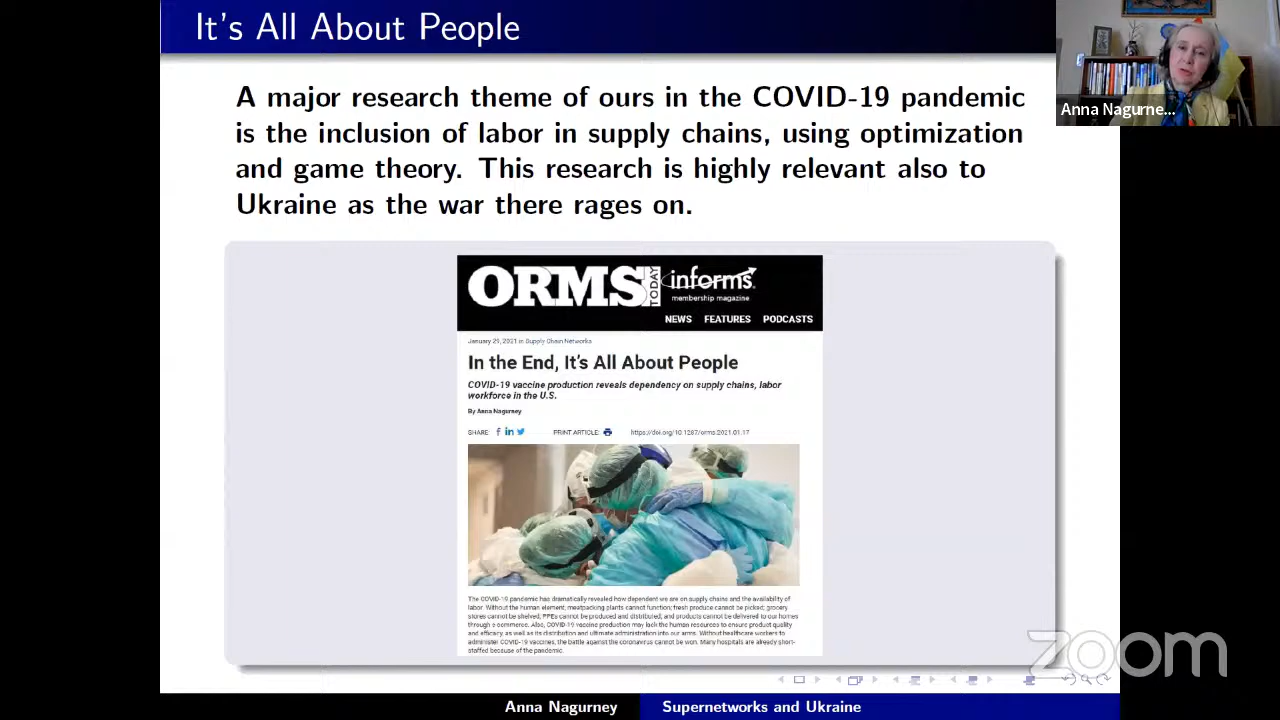 It's All About People
Anna Nagurne...
A major research theme of ours in the COVID-19 pandemic
is the inclusion of labor in supply chains, using optimization
and game theory. This research is highly relevant also to
Ukraine as the war there rages on.
ORMS TODAY informs
membership magazine
NEWS FEATURES PODCASTS
January 29, 2021 in Supply Chain Networks
In the End, It's All About People
COVID-19 vaccine production reveals dependency on supply chains, labor
workforce in the U.S.
By Anna Nagurney
SHARE: PRINT ARTICLE: https://doi.org/10.1287/orms.2021.01.17
The COVID-19 pandemic has dramatically revealed how dependent we are on supply chains and the availability of
labor. Without the human element, meatpacking plants cannot function; fresh produce cannot be picked; grocery
stores cannot be shelved, PPEs cannot be produced and distributed, and products cannot be delivered to our homes
through e-commerce. Also, COVID-19 vaccine production may lack the human resources to ensure product quality
and efficacy as well as its distribution and ultimate administration into our arms. Without healthcare workers to
administer COVID-19 vaccines, the battle against the coronavirus cannot be won. Many hospitals are already short-
staffed because of the pandemic.
zoom
Anna Nagurney Supernetworks and Ukraine